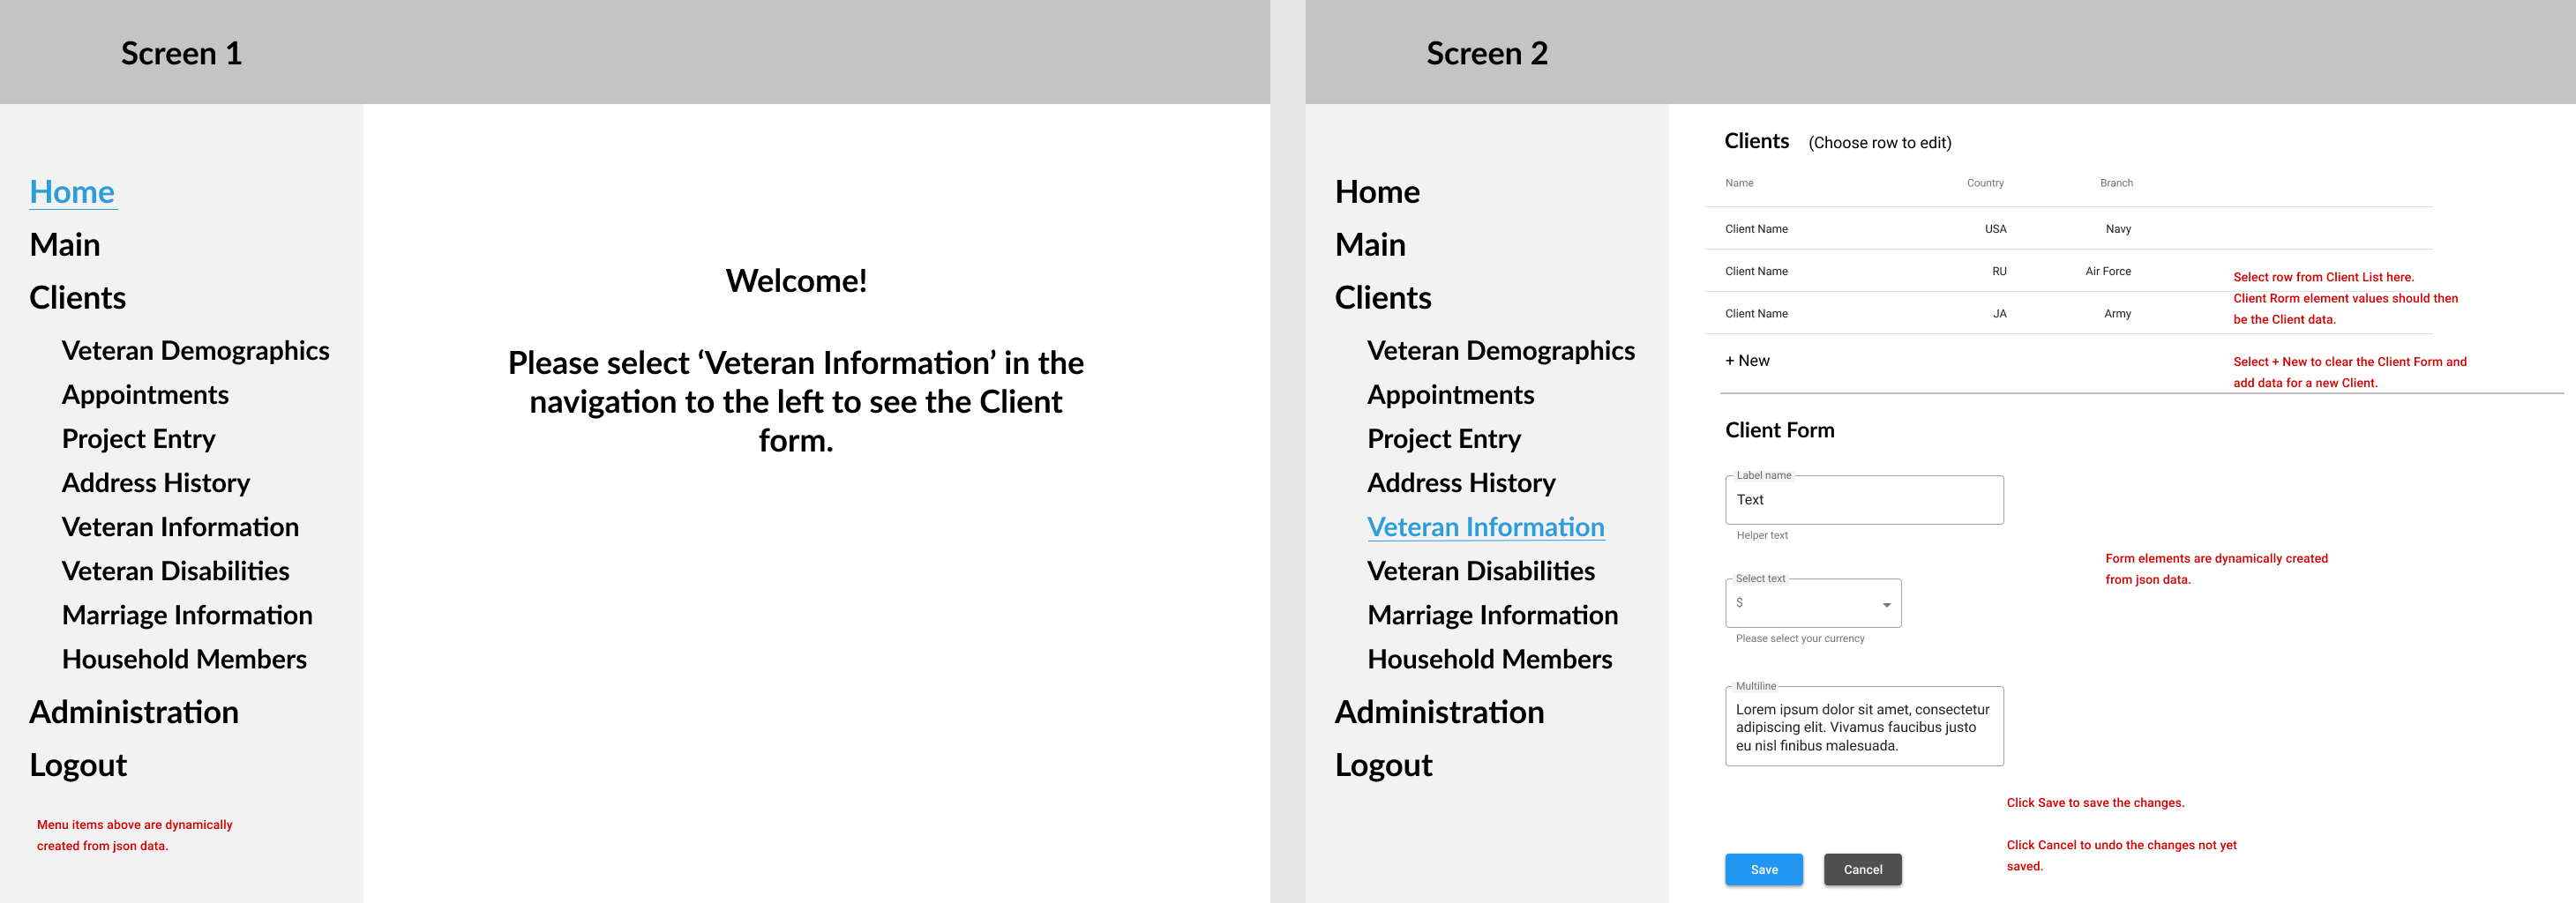 Screen 1
Home
Main
Clients
Veteran Demographics
Appointments
Project Entry
Address History
Veteran Information
Veteran Disabilities
Marriage Information
Household Members
Administration
Logout
Menu items above are dynamically
created from json data.
Welcome!
Please select ‘Veteran Information’ in the
navigation to the left to see the Client
form.
Screen 2
Home
Main
Clients
Veteran Demographics
Appointments
Project Entry
Address History
Veteran Information
Veteran Disabilities
Marriage Information
Household Members
Administration
Logout
Clients (Choose row to edit)
Name Country Branch
Client Name USA Navy
Client Name RU Air Force
Client Name JA Army
Select row from Client List here.
Client Rorm element values should then
be the Client data.
+ New
Select + New to clear the Client Form and
add data for a new Client.
Client Form
Label name
Text
Helper text
Form elements are dynamically created
from json data.
Select text
$
Please select your currency
Multiline
Lorem ipsum dolor sit amet, consectetur
adipiscing elit. Vivamus faucibus justo
eu nisl finibus malesuada.
Click Save to save the changes.
Click Cancel to undo the changes not yet
saved.
Save Cancel